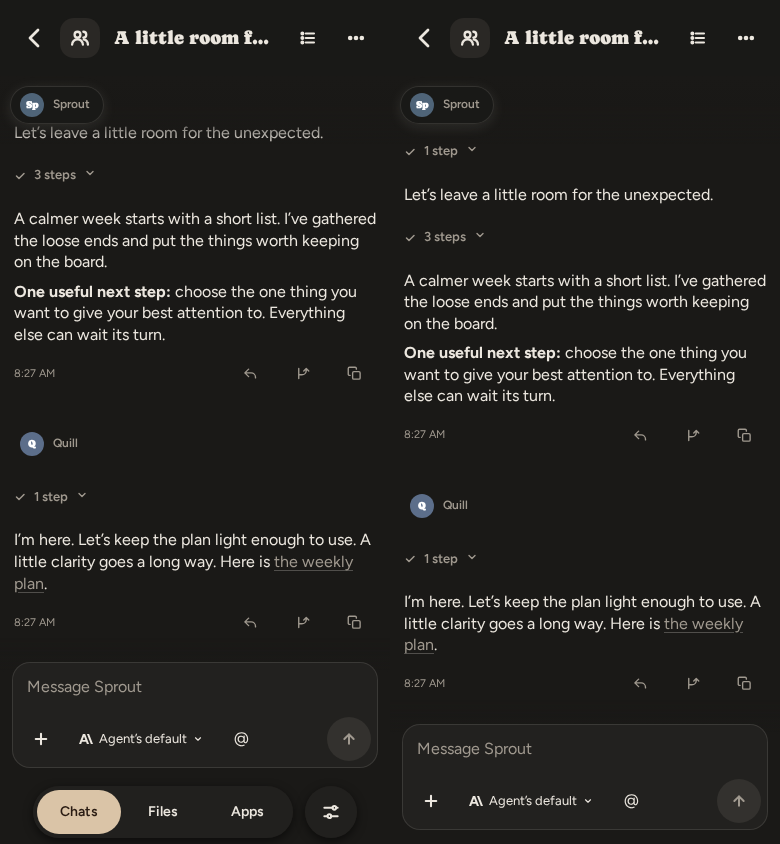 A little room f...
Sp Sprout
Let's leave a little room for the unexpected.
3 steps
A calmer week starts with a short list. I've gathered
the loose ends and put the things worth keeping
on the board.
One useful next step: choose the one thing you
want to give your best attention to. Everything
else can wait its turn.
8:27 AM
Q Quill
1 step
I'm here. Let's keep the plan light enough to use. A
little clarity goes a long way. Here is the weekly
plan.
8:27 AM
Message Sprout
Agent's default @
Chats Files Apps
A little room f...
Sp Sprout
1 step
Let's leave a little room for the unexpected.
3 steps
A calmer week starts with a short list. I've gathered
the loose ends and put the things worth keeping
on the board.
One useful next step: choose the one thing you
want to give your best attention to. Everything
else can wait its turn.
8:27 AM
Q Quill
1 step
I'm here. Let's keep the plan light enough to use. A
little clarity goes a long way. Here is the weekly
plan.
8:27 AM
Message Sprout
Agent's default @